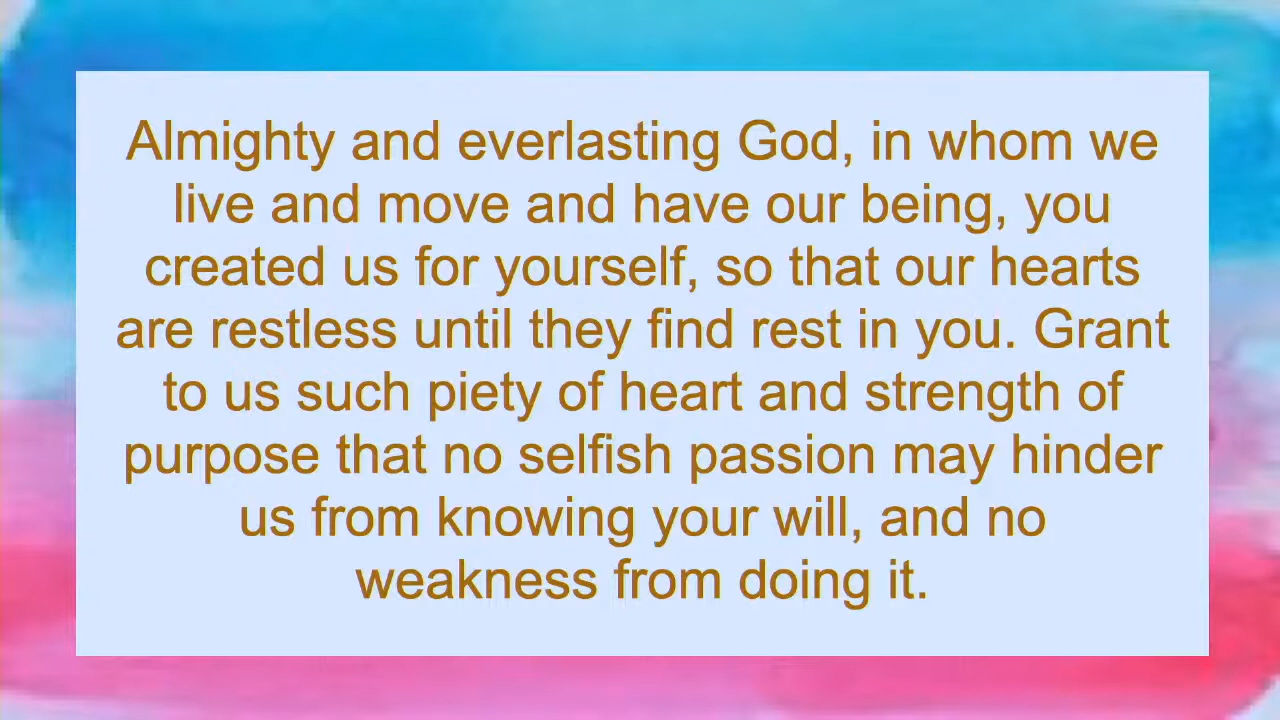 Almighty and everlasting God, in whom we
live and move and have our being, you
created us for yourself, so that our hearts
are restless until they find rest in you. Grant
to us such piety of heart and strength of
purpose that no selfish passion may hinder
us from knowing your will, and no
weakness from doing it.